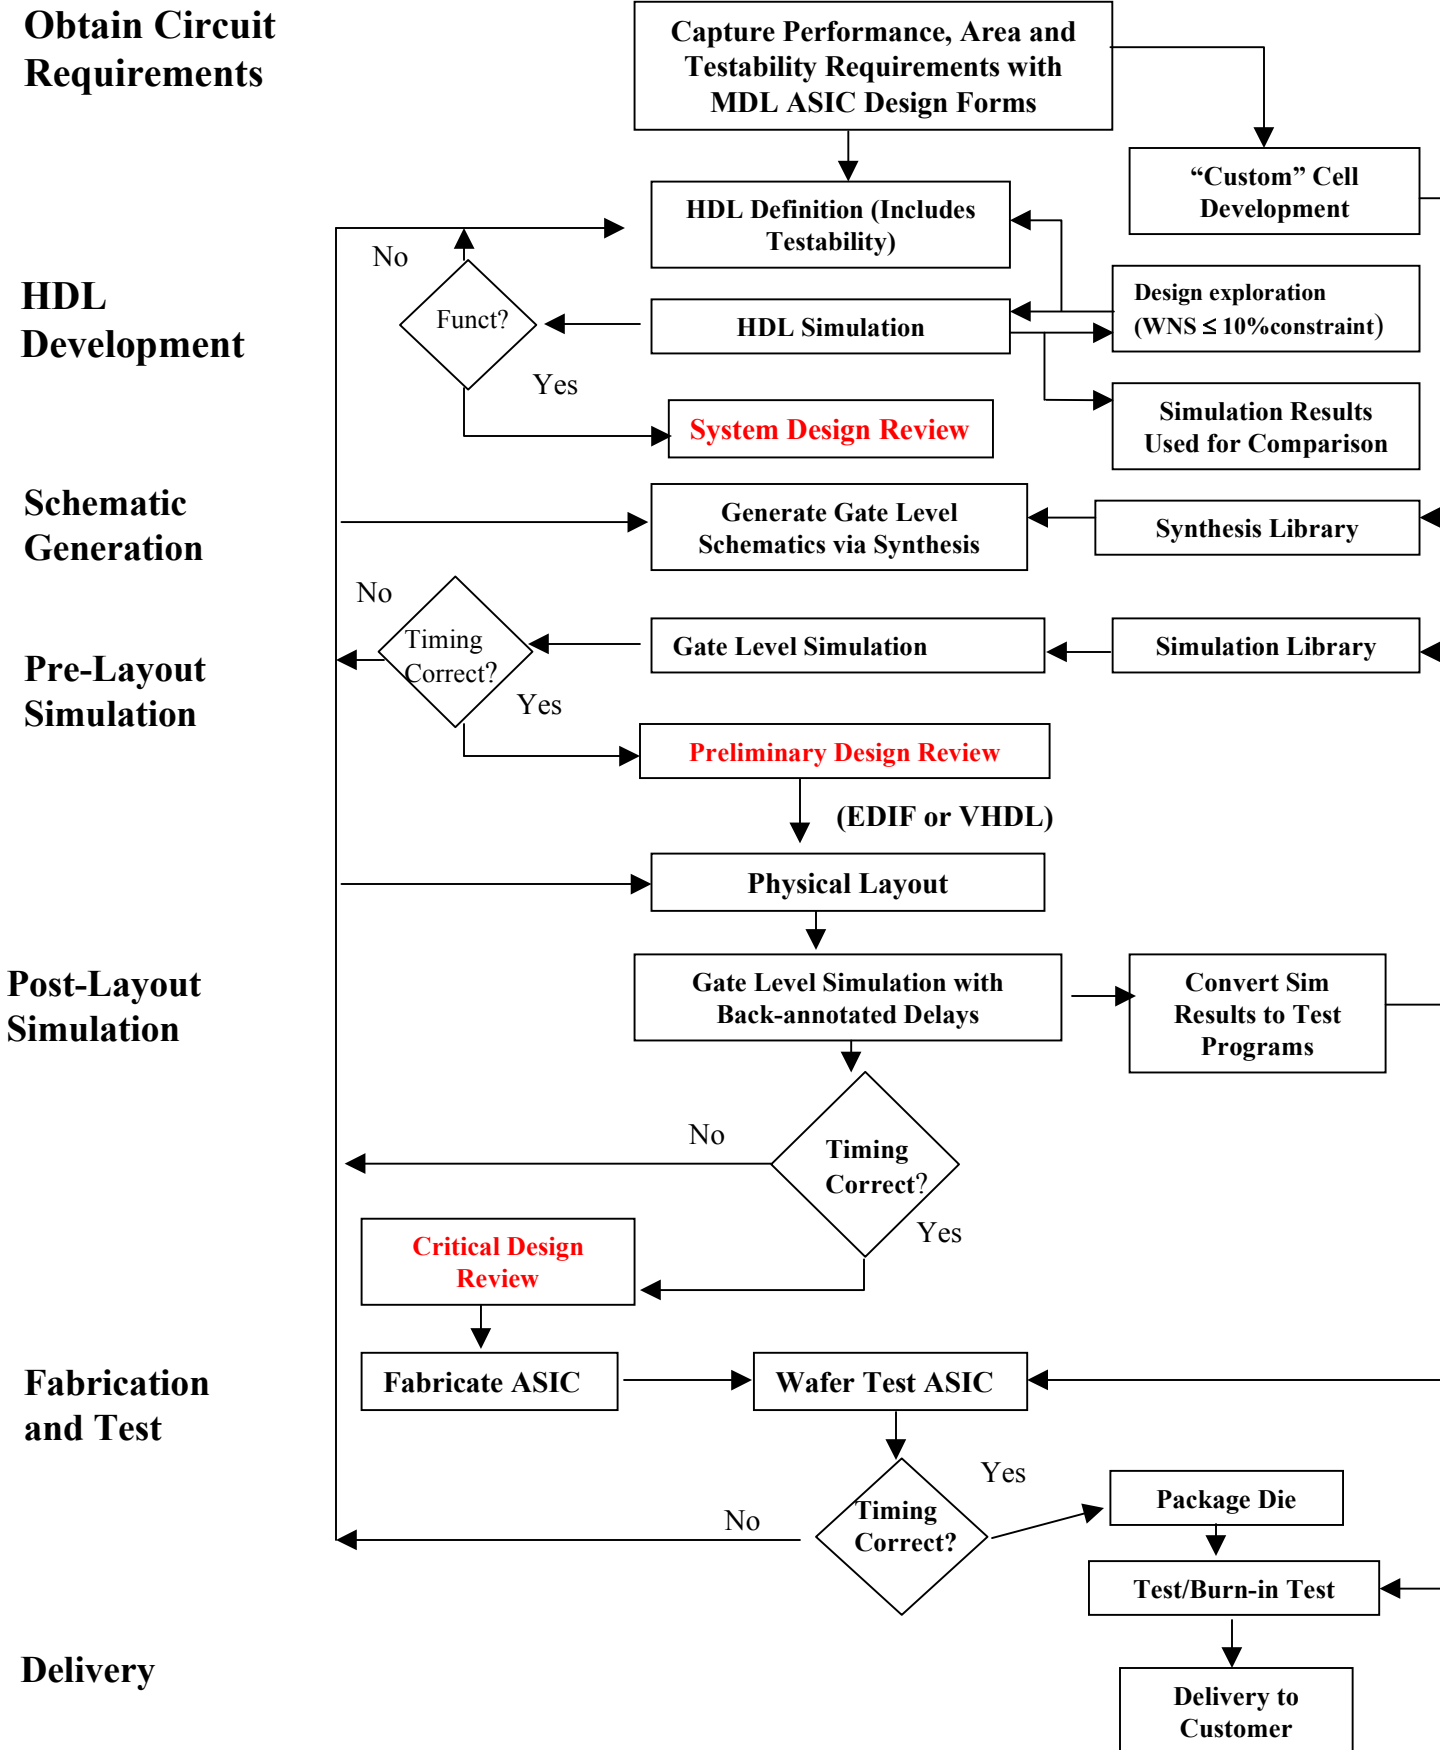 Obtain Circuit
Requirements
Capture Performance, Area and
Testability Requirements with
MDL ASIC Design Forms
“Custom” Cell
Development
HDL Definition (Includes
Testability)
No
HDL
Development
Funct?
HDL Simulation
Design exploration
(WNS ≤ 10%constraint)
Yes
System Design Review
Simulation Results
Used for Comparison
Schematic
Generation
Generate Gate Level
Schematics via Synthesis
Synthesis Library
No
Pre-Layout
Simulation
Timing
Correct?
Gate Level Simulation
Simulation Library
Yes
Preliminary Design Review
(EDIF or VHDL)
Physical Layout
Post-Layout
Simulation
Gate Level Simulation with
Back-annotated Delays
Convert Sim
Results to Test
Programs
No
Timing
Correct?
Yes
Critical Design
Review
Fabrication
and Test
Fabricate ASIC
Wafer Test ASIC
Yes
No
Timing
Correct?
Package Die
Test/Burn-in Test
Delivery
Delivery to
Customer